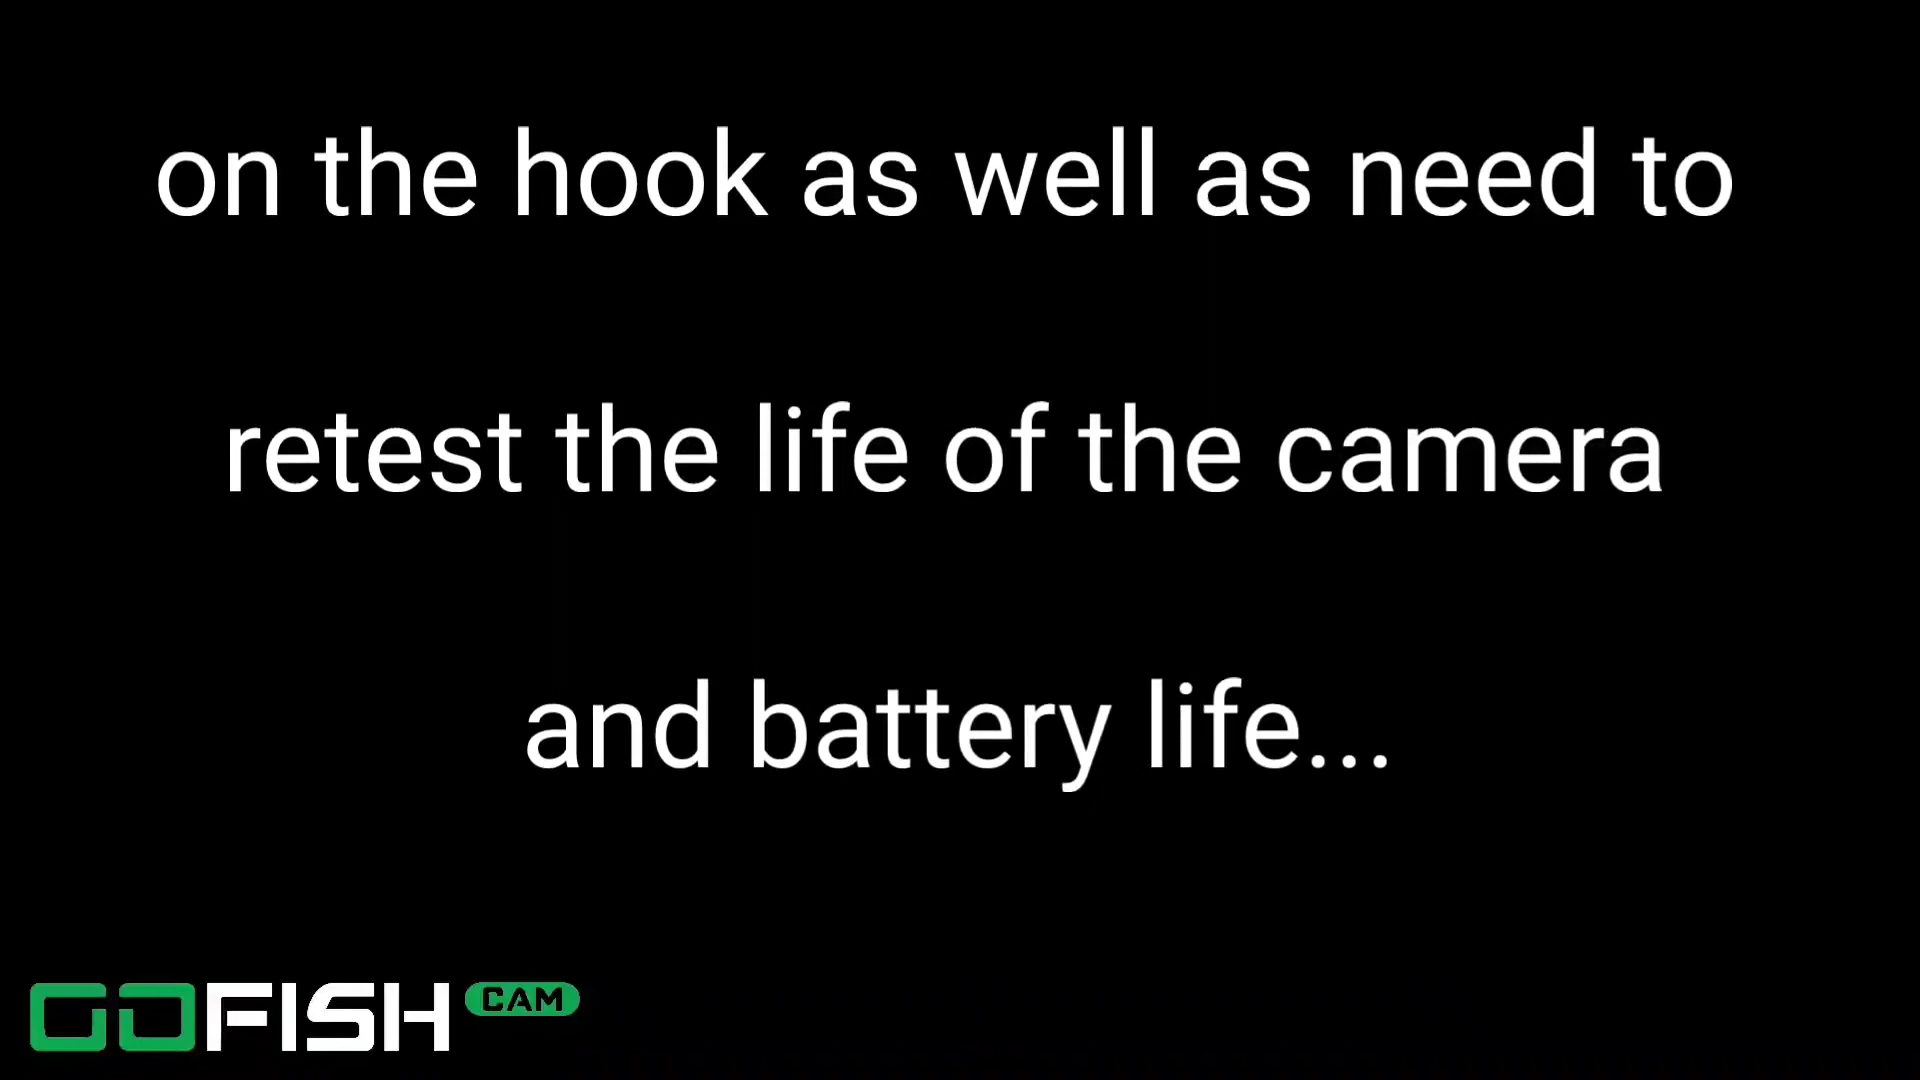 on the hook as well as need to
retest the life of the camera
and battery life...
GOFISH CAM